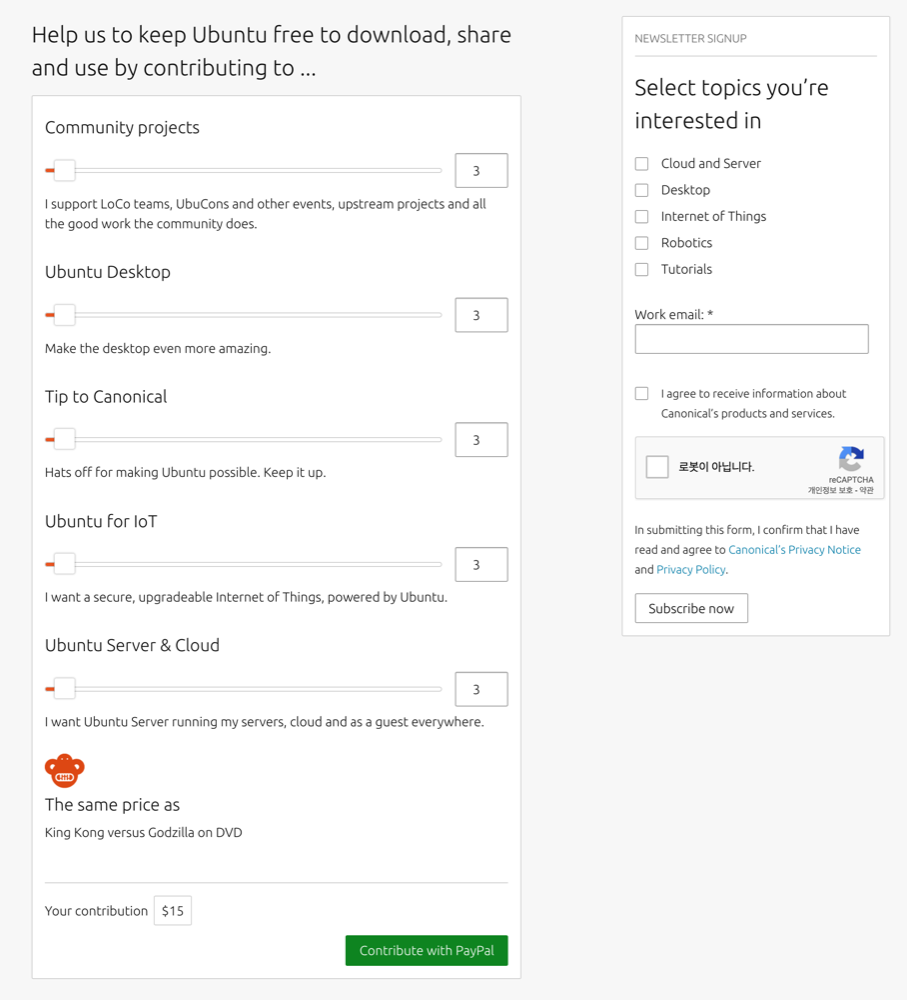 Help us to keep Ubuntu free to download, share
and use by contributing to ...
Community projects
3
I support LoCo teams, UbuCons and other events, upstream projects and all
the good work the community does.
Ubuntu Desktop
3
Make the desktop even more amazing.
Tip to Canonical
3
Hats off for making Ubuntu possible. Keep it up.
Ubuntu for IoT
3
I want a secure, upgradeable Internet of Things, powered by Ubuntu.
Ubuntu Server & Cloud
3
I want Ubuntu Server running my servers, cloud and as a guest everywhere.
The same price as
King Kong versus Godzilla on DVD
Your contribution $15
Contribute with PayPal
NEWSLETTER SIGNUP
Select topics you’re
interested in
Cloud and Server
Desktop
Internet of Things
Robotics
Tutorials
Work email: *
I agree to receive information about
Canonical’s products and services.
로봇이 아닙니다.
reCAPTCHA
개인정보 보호 - 약관
In submitting this form, I confirm that I have
read and agree to Canonical’s Privacy Notice
and Privacy Policy.
Subscribe now